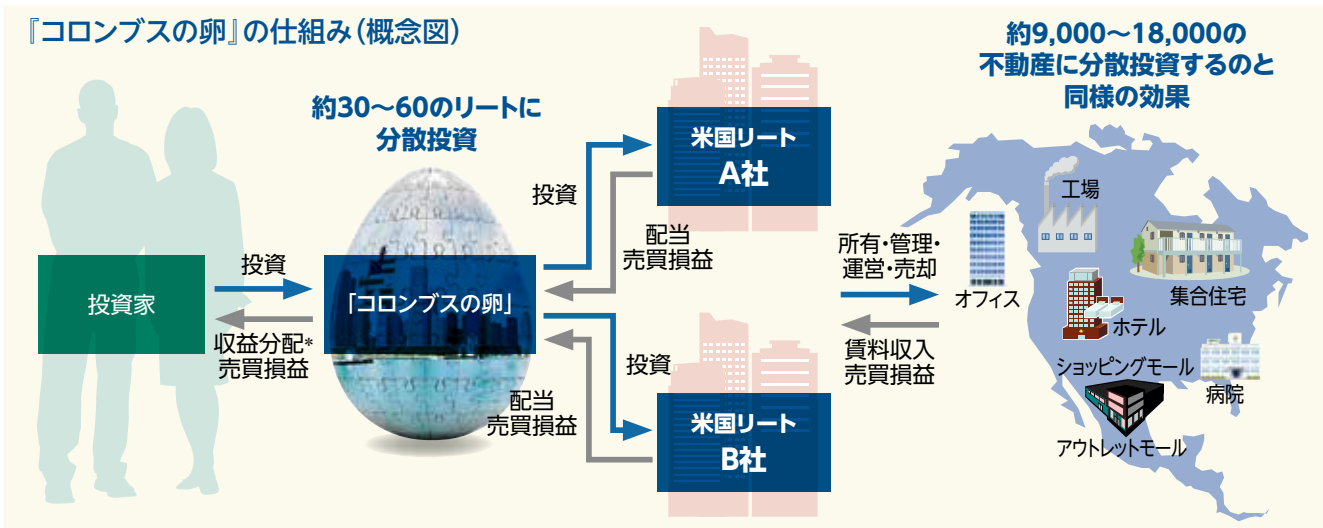 『コロンブスの卵』の仕組み(概念図)
約30〜60のリートに
分散投資
約9,000〜18,000の
不動産に分散投資するのと
同様の効果
投資家
投資
収益分配*
売買損益
「コロンブスの卵」
投資
配当
売買損益
投資
配当
売買損益
米国リート
A社
米国リート
B社
所有・管理・
運営・売却
賃料収入
売買損益
工場
オフィス
集合住宅
ホテル
ショッピングモール
病院
アウトレットモール